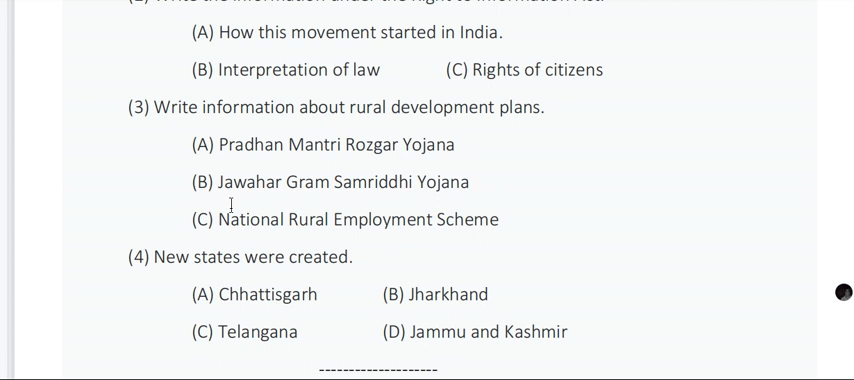 (A) How this movement started in India.
(B) Interpretation of law (C) Rights of citizens
(3) Write information about rural development plans.
(A) Pradhan Mantri Rozgar Yojana
(B) Jawahar Gram Samriddhi Yojana
(C) National Rural Employment Scheme
(4) New states were created.
(A) Chhattisgarh (B) Jharkhand
(C) Telangana (D) Jammu and Kashmir
--------------------